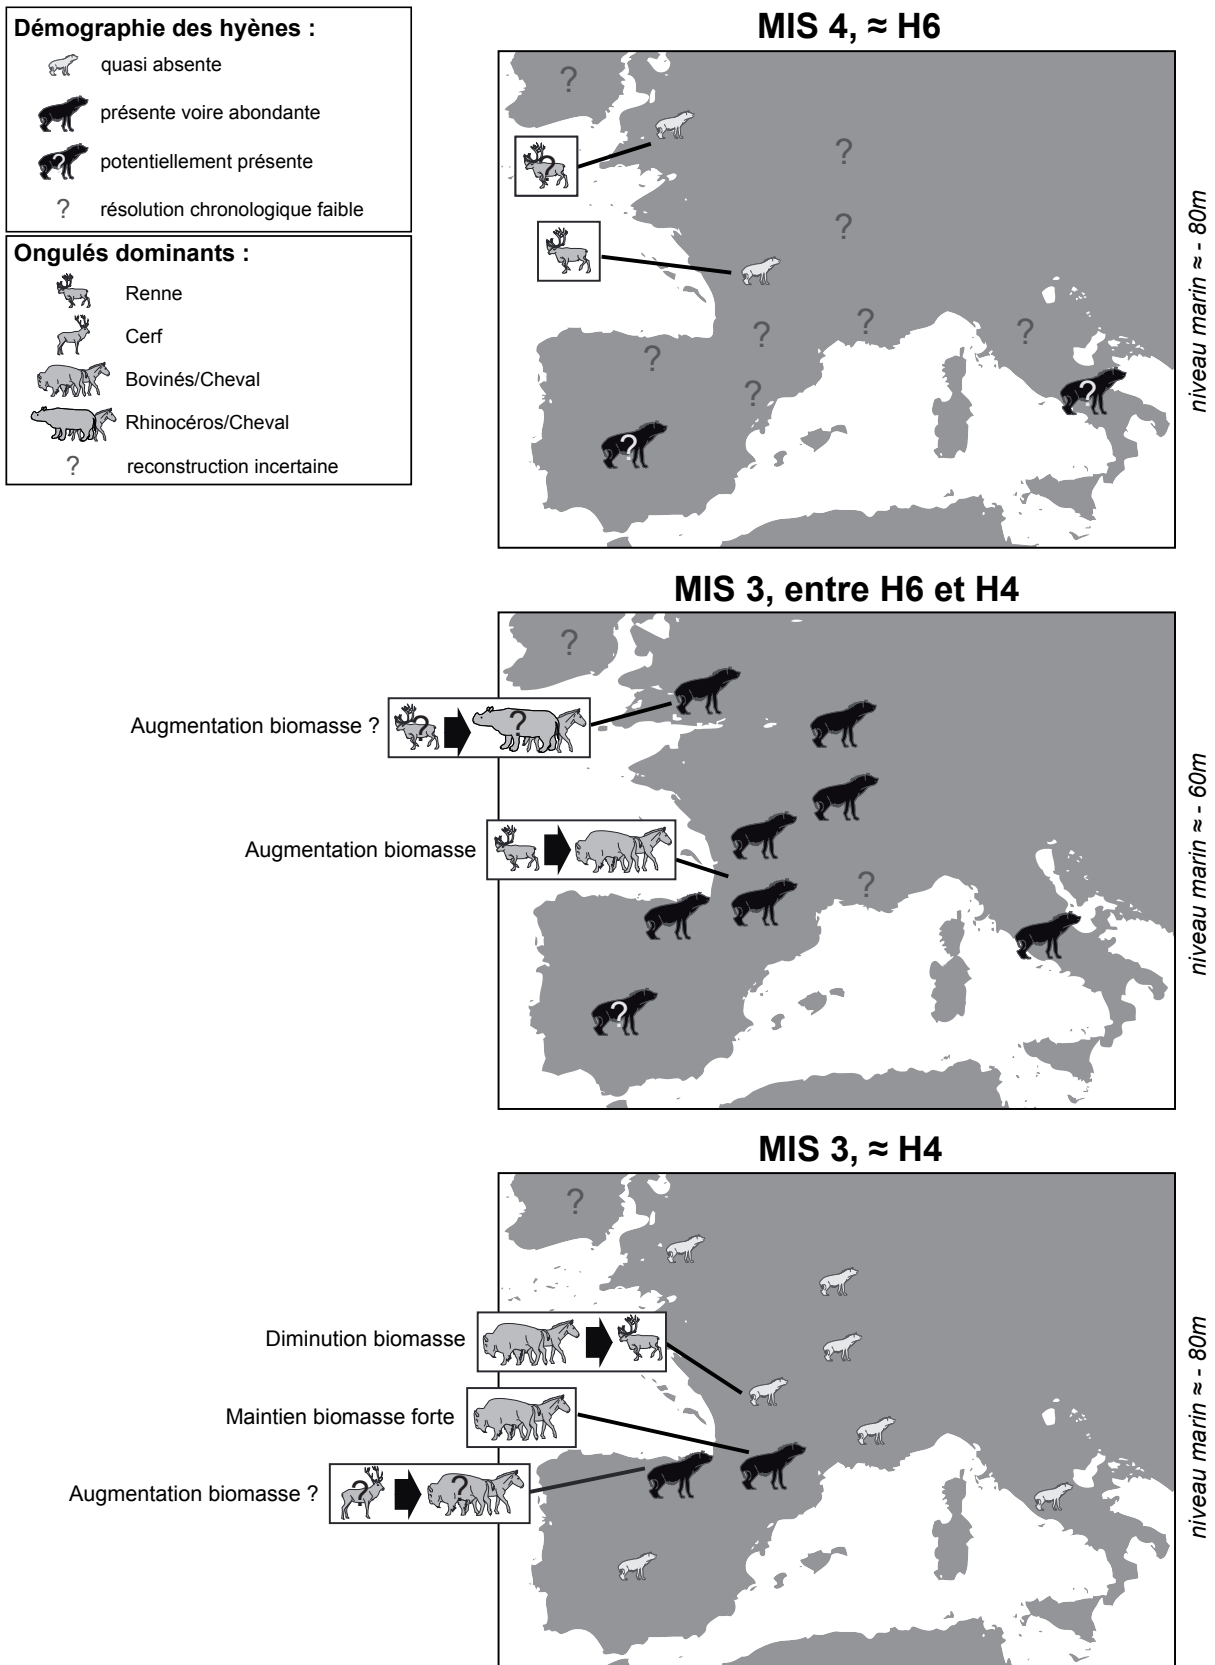 Démographie des hyènes :
quasi absente
présente voire abondante
?
potentiellement présente
?
résolution chronologique faible
Ongulés dominants :
Renne
Cerf
Bovinés/Cheval
Rhinocéros/Cheval
?
reconstruction incertaine
MIS 4, ≈ H6
?
?
?
?
?
?
?
?
?
?
?
niveau marin ≈ - 80m
MIS 3, entre H6 et H4
?
Augmentation biomasse ?
?
?
Augmentation biomasse
?
?
niveau marin ≈ - 60m
MIS 3, ≈ H4
?
Diminution biomasse
Maintien biomasse forte
Augmentation biomasse ?
?
?
niveau marin ≈ - 80m